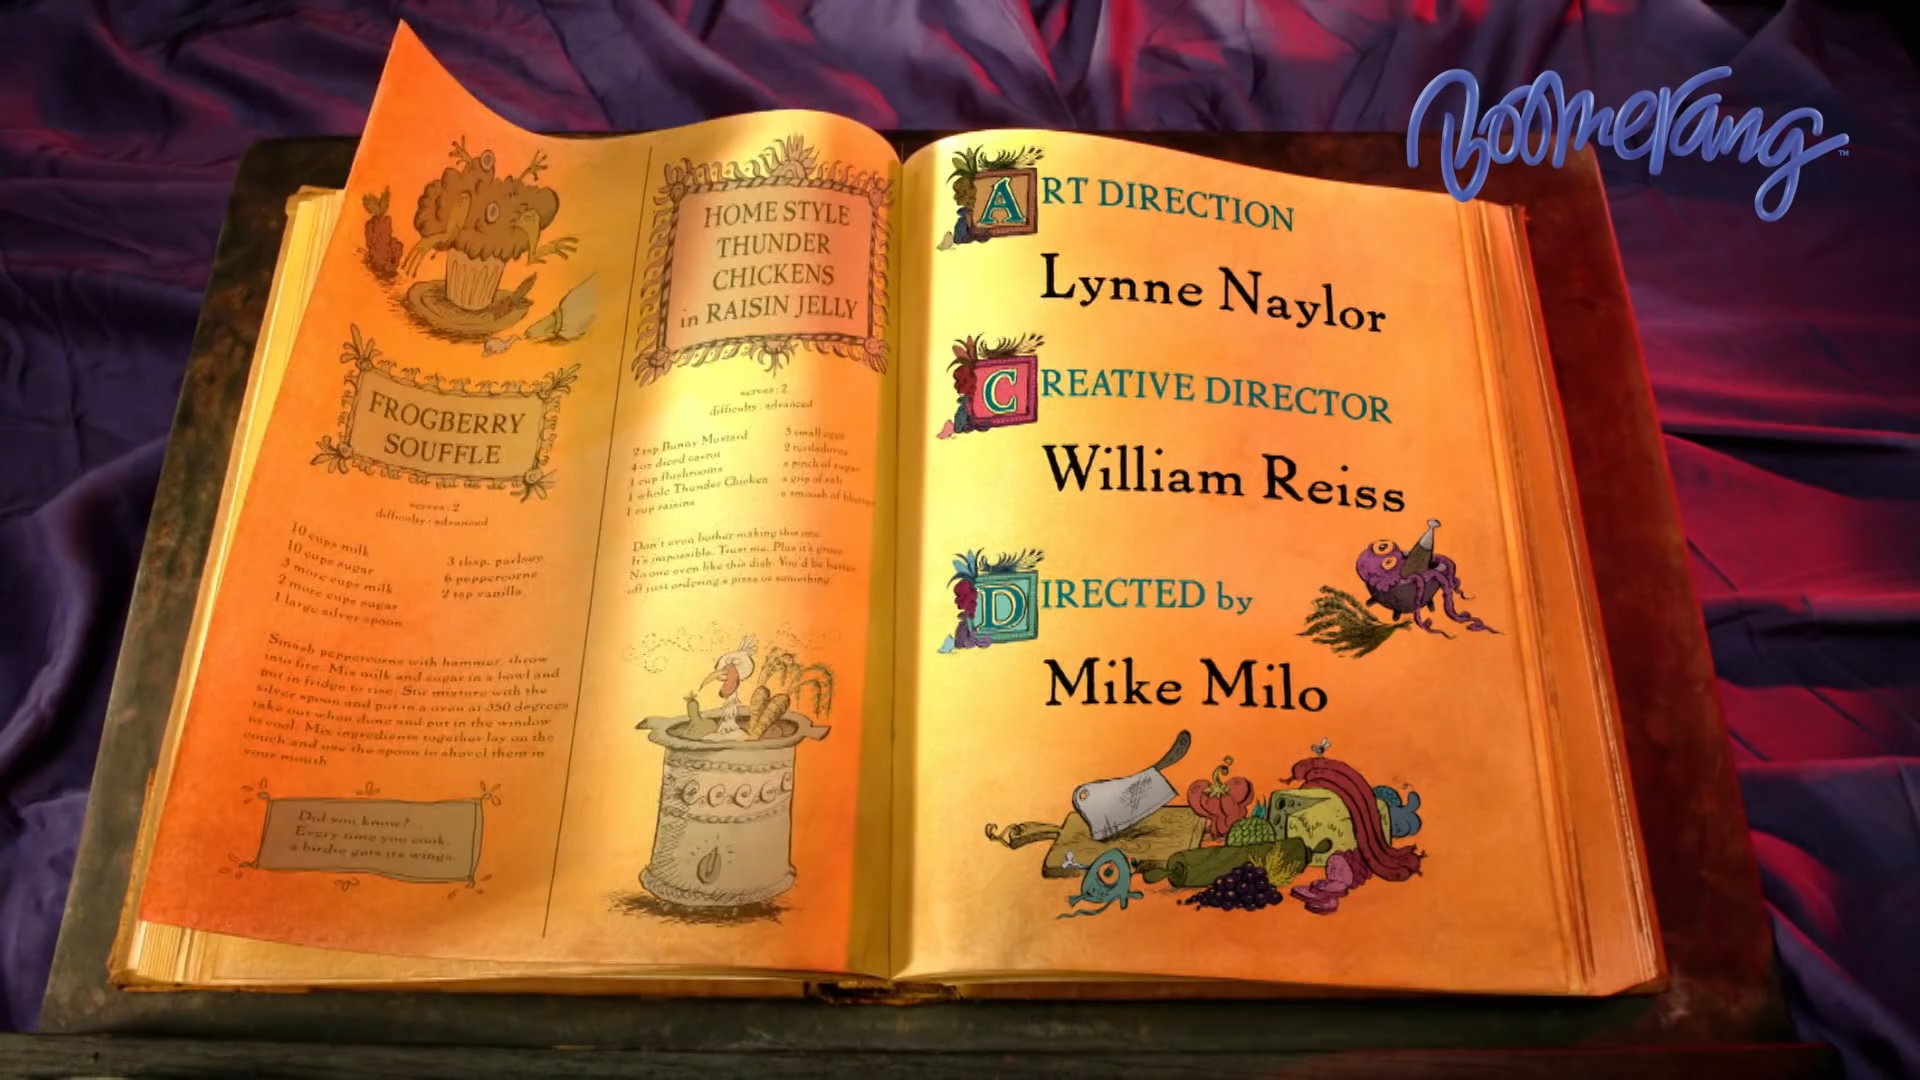 Boomerang
TM
FROGBERRY
SOUFFLE
serves: 2
difficulty: advanced
10 cups milk
10 cups sugar
3 more cups milk
2 more cups sugar
1 large silver spoon
3 tbsp. parsley
6 peppercorns
2 tsp vanilla
Smash peppercorns with hammer, throw
into fire. Mix milk and sugar in a bowl and
put in fridge to rise. Stir mixture with the
silver spoon and put in a oven at 350 degrees
take out when done and put in the window
to cool. Mix ingredients together lay on the
couch and use the spoon to shovel them in
your mouth
Did you know?...
Every time you cook,
a birdie gets its wings.
HOME STYLE
THUNDER
CHICKENS
in RAISIN JELLY
serves: 2
difficulty: advanced
2 tsp Bunny Mustard
4 oz diced carrot
1 cup flushrooms
1 whole Thunder Chicken
1 cup raisins
3 small eggs
2 turtledoves
a pinch of sugar
a grip of salt
a smidge of
Don't even bother making this one.
It's impossible. Trust me. Plus it's gross.
No one even like this dish. You'd be better
off just ordering a pizza or something.
ART DIRECTION
Lynne Naylor
CREATIVE DIRECTOR
William Reiss
DIRECTED by
Mike Milo